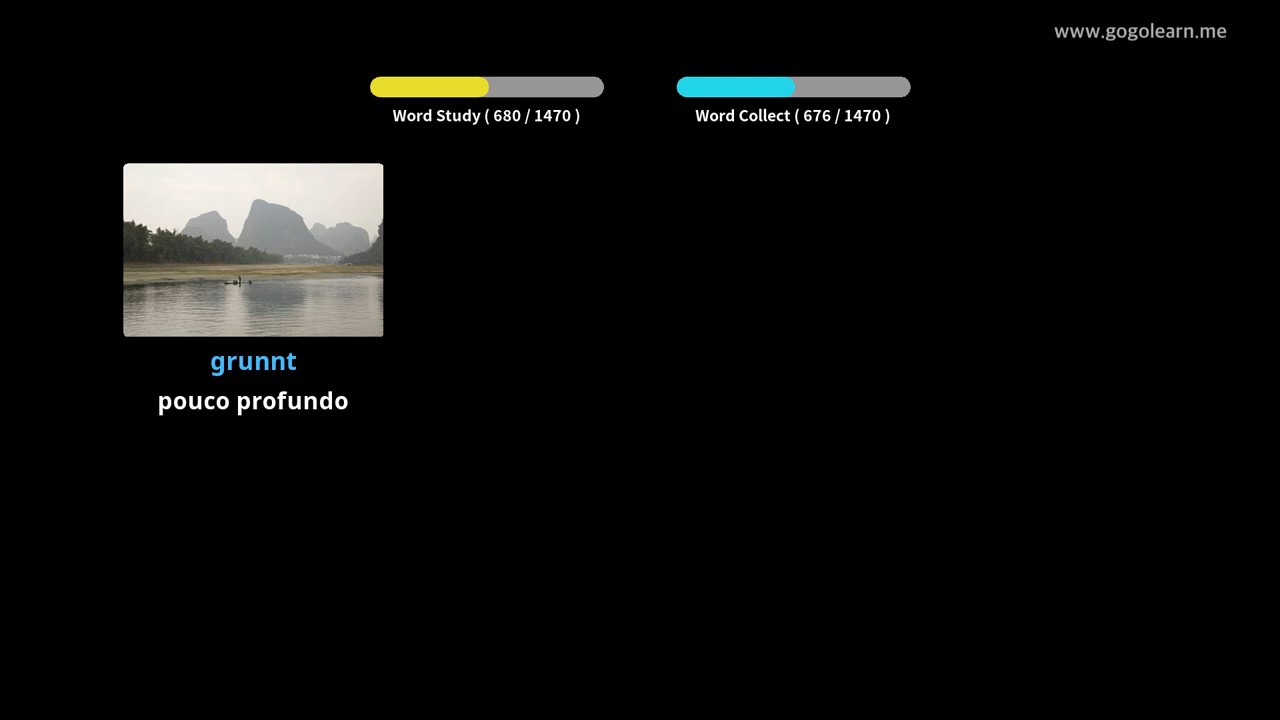 www.gogolearn.me
Word Study ( 680 / 1470 )
Word Collect ( 676 / 1470 )
grunnt
pouco profundo